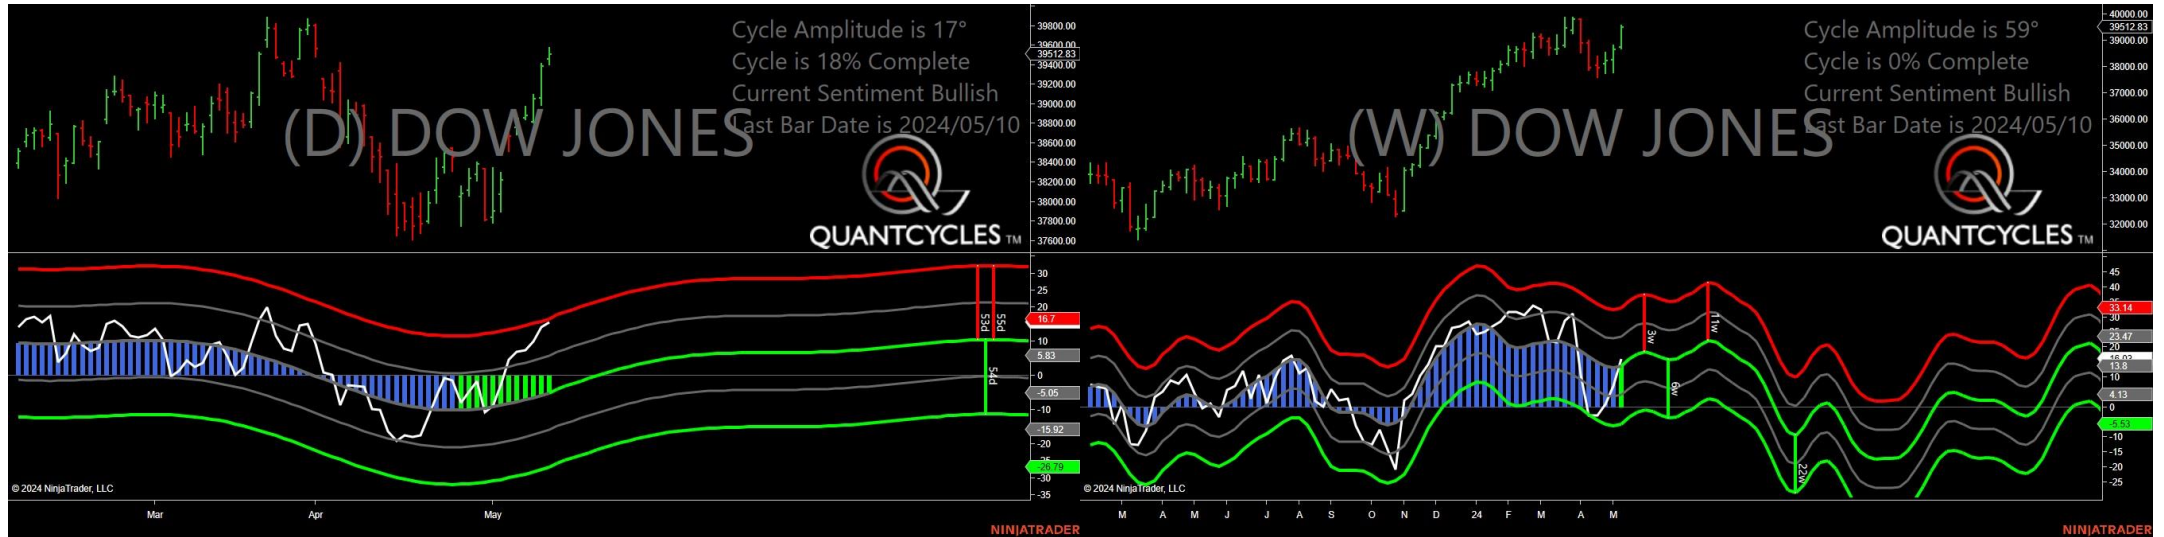 Cycle Amplitude is 17°
Cycle is 18% Complete
Current Sentiment Bullish
Last Bar Date is 2024/05/10
(D) DOW JONES
QUANTCYCLES TM
39800.00
39600.00
39512.83
39400.00
39000.00
38800.00
38600.00
38400.00
38200.00
38000.00
37800.00
37600.00
30
25
20
16.7
10
5.83
0
-5.05
-10
-15.92
-20
-26.79
-30
-35
53d
55d
54d
© 2024 NinjaTrader, LLC
Mar
Apr
May
NINJATRADER
Cycle Amplitude is 59°
Cycle is 0% Complete
Current Sentiment Bullish
Last Bar Date is 2024/05/10
(W) DOW JONES
QUANTCYCLES TM
40000.00
39512.83
39000.00
38000.00
36000.00
35000.00
34000.00
33000.00
32000.00
45
40
33.14
30
23.47
20
13.8
10
4.13
0
-5.53
-10
-15
-20
-25
3w
11w
6w
22w
© 2024 NinjaTrader, LLC
M A M J J A S O N D 24 F M A M
NINJATRADER